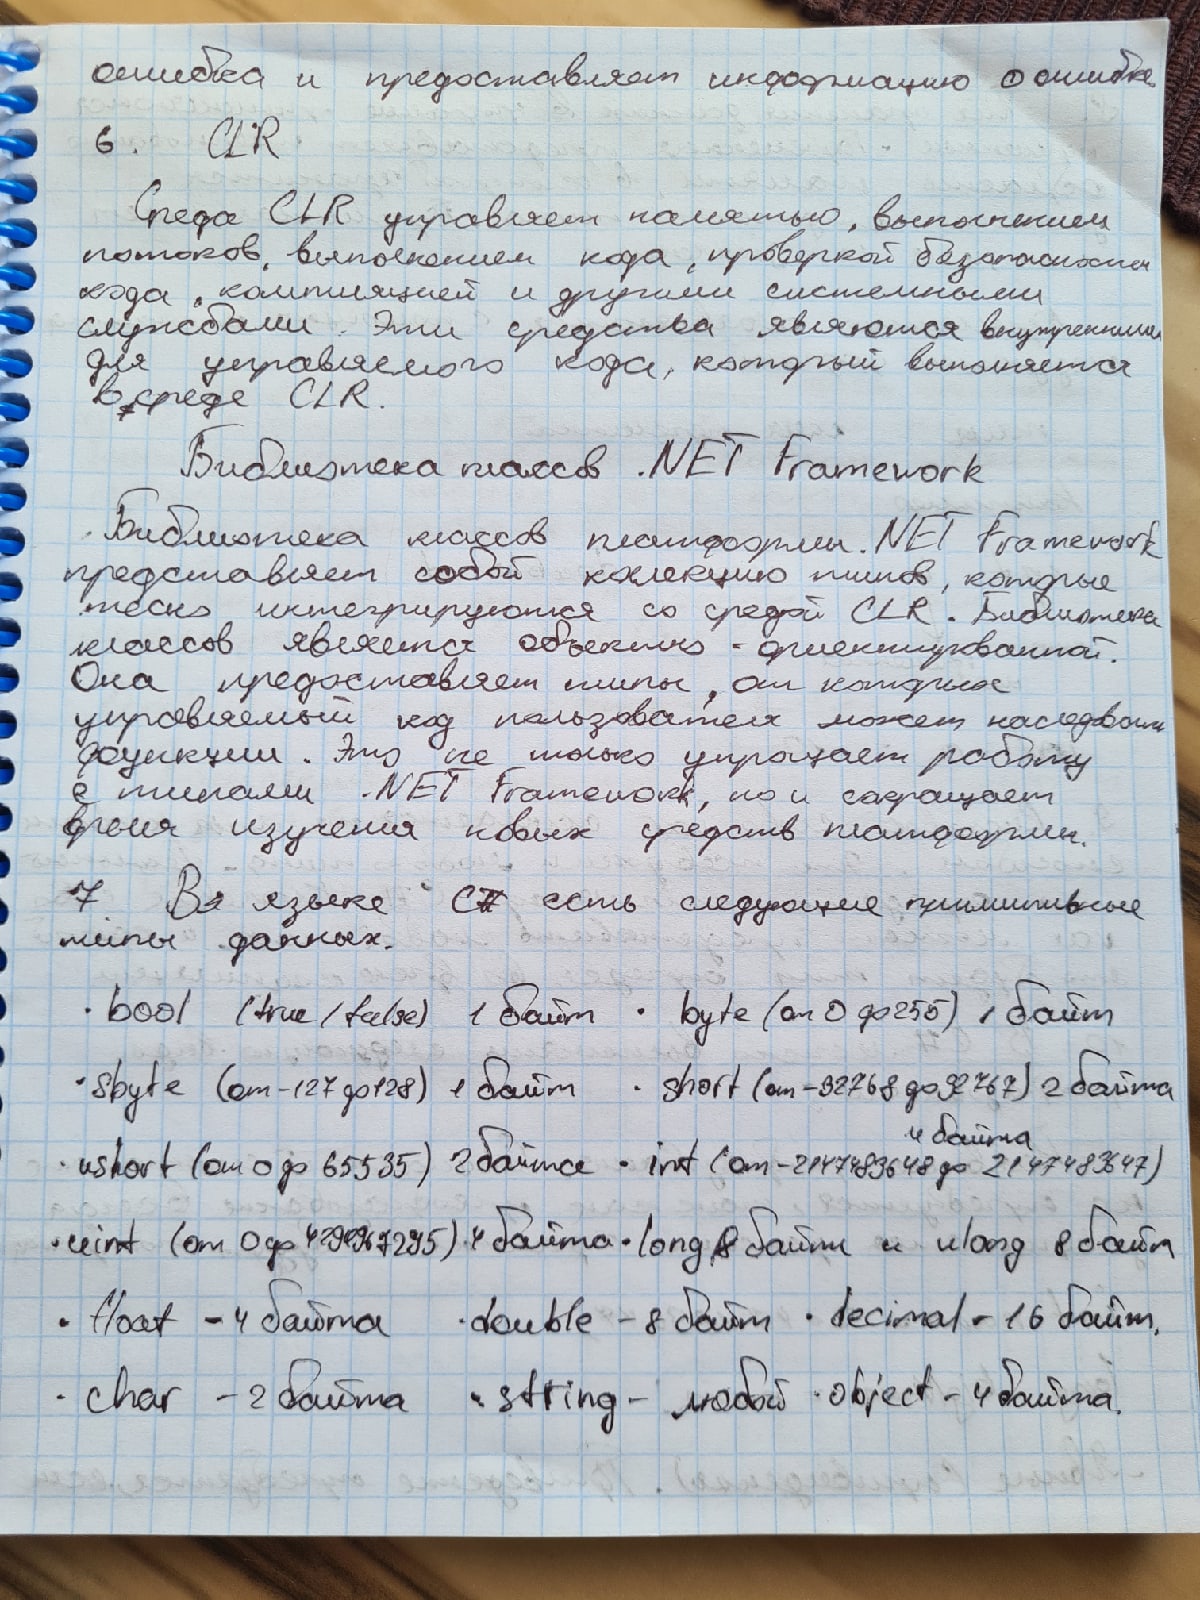 ошибка и предоставляет информацию о ошибке
6. CLR
Среда CLR управляет памятью, выполнением
потоков, выполнением кода, проверкой безопасности
кода, компиляцией и другими системными
службами. Эти средства являются внутренними
для управляемого кода, который выполняется
в среде CLR.
Библиотека классов .NET Framework
Библиотека классов платформы .NET Framework
представляет собой коллекцию типов, которые
тесно интегрируются со средой CLR. Библиотека
классов является объектно-ориентированной.
Она предоставляет типы, от которых
управляемый код пользователя может наследовать
функции. Это не только упрощает работу
с типами .NET Framework, но и сокращает
время изучения новых средств платформы.
7 В языке C# есть следующие примитивные
типы данных.
· bool (true/false) 1 байт · byte (от 0 до 255) 1 байт
· sbyte (от -127 до 128) 1 байт · short (от -32768 до 32767) 2 байта
4 байта
· ushort (от 0 до 65535) 2 байта · int (от -2147483648 до 2147483647)
· uint (от 0 до 4294967295) 4 байта · long 8 байт и ulong 8 байт
· float - 4 байта · double - 8 байт · decimal - 16 байт.
· char - 2 байта · string - любой · object - 4 байта.